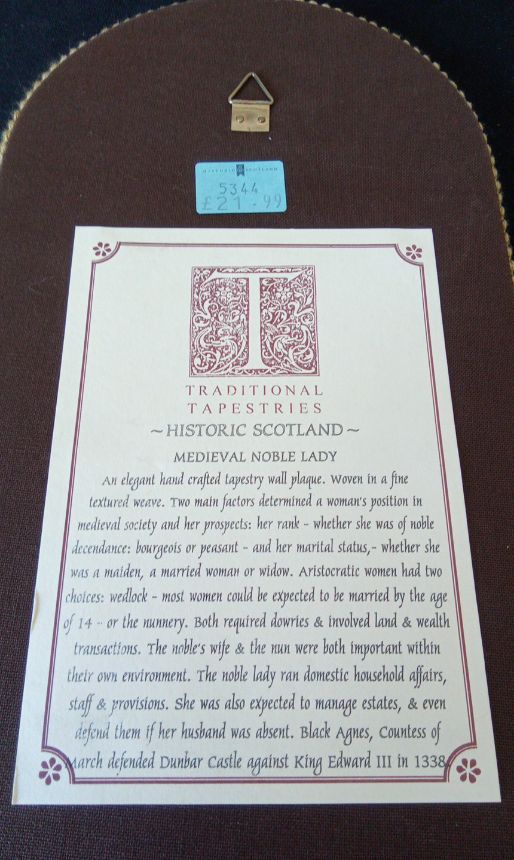 HISTORIC SCOTLAND
5344
£21.99
T
TRADITIONAL
TAPESTRIES
~HISTORIC SCOTLAND~
MEDIEVAL NOBLE LADY
An elegant hand crafted tapestry wall plaque. Woven in a fine
textured weave. Two main factors determined a woman's position in
medieval society and her prospects: her rank - whether she was of noble
decendance: bourgeois or peasant - and her marital status,- whether she
was a maiden, a married woman or widow. Aristocratic women had two
choices: wedlock - most women could be expected to be married by the age
of 14 - or the nunnery. Both required dowries & involved land & wealth
transactions. The noble's wife & the nun were both important within
their own environment. The noble lady ran domestic household affairs,
staff & provisions. She was also expected to manage estates, & even
defend them if her husband was absent. Black Agnes, Countess of
March defended Dunbar Castle against King Edward III in 1338.